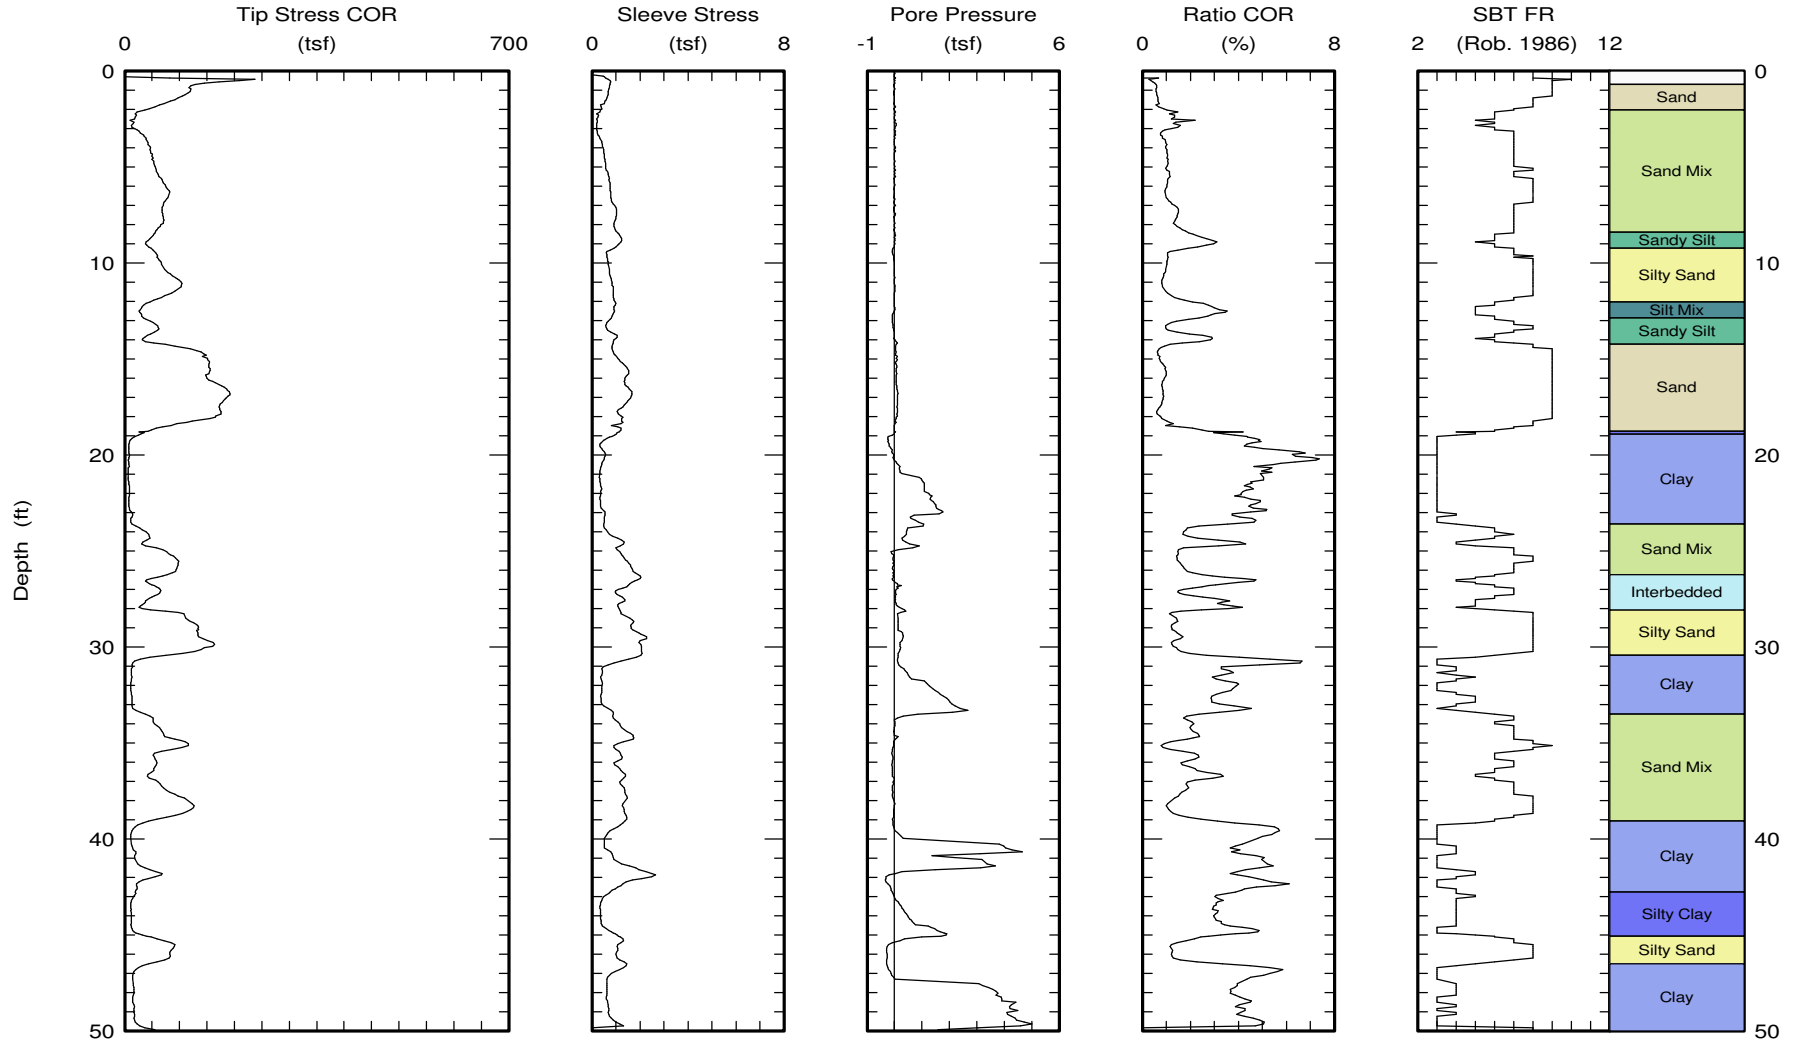 Tip Stress COR Sleeve Stress Pore Pressure Ratio COR SBT FR
0 (tsf) 700 0 (tsf) 8 -1 (tsf) 6 0 (%) 8 2 (Rob. 1986) 12
0 0
Sand
Sand Mix
Sandy Silt
10 Silty Sand 10
Silt Mix
Sandy Silt
Sand
20 20
Clay
Depth (ft)
Sand Mix
Interbedded
Silty Sand
30 30
Clay
Sand Mix
40 40
Clay
Silty Clay
Silty Sand
Clay
50 50